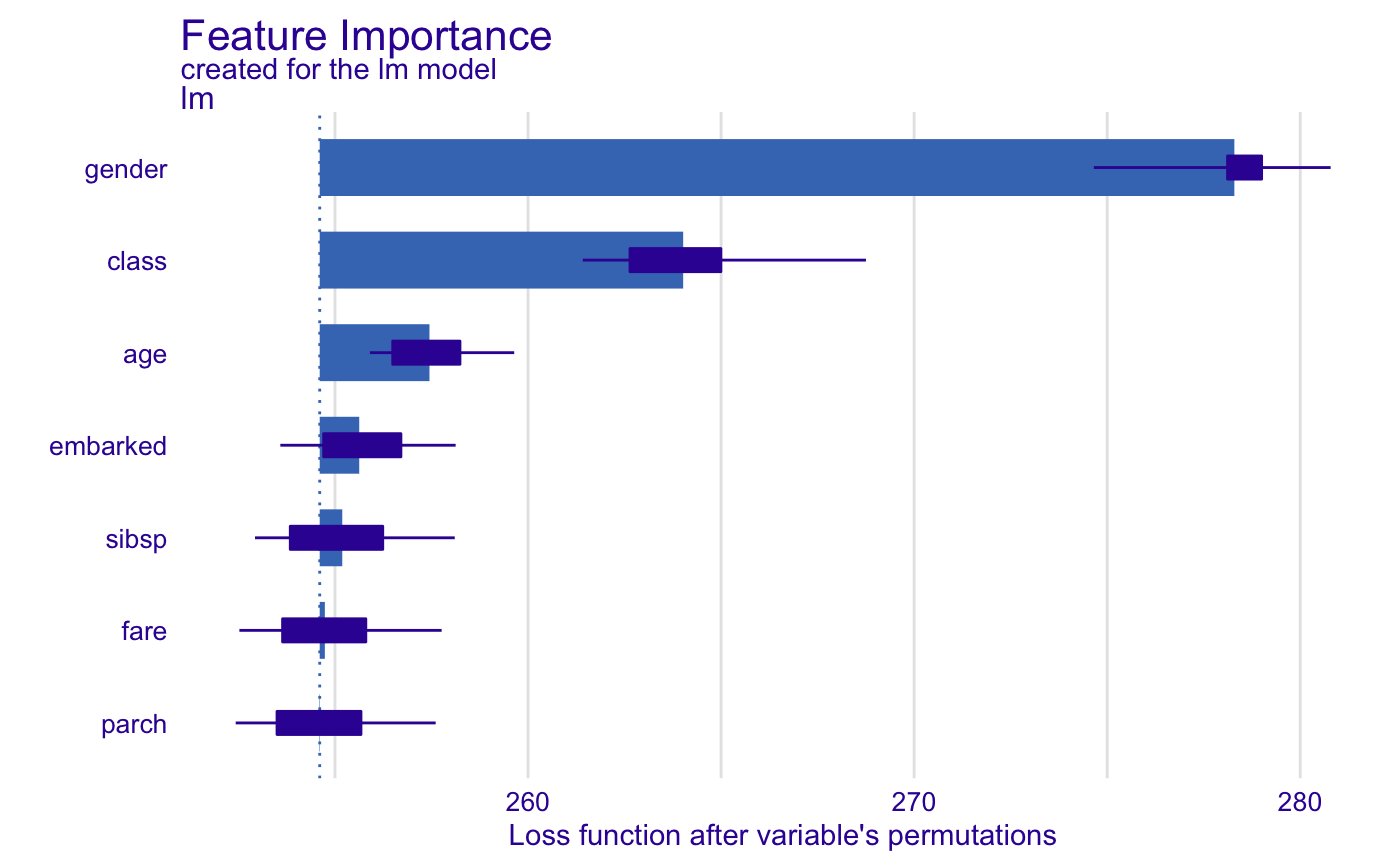 Feature Importance
created for the lm model
lm
gender
class
age
embarked
sibsp
fare
parch
260 270 280
Loss function after variable's permutations